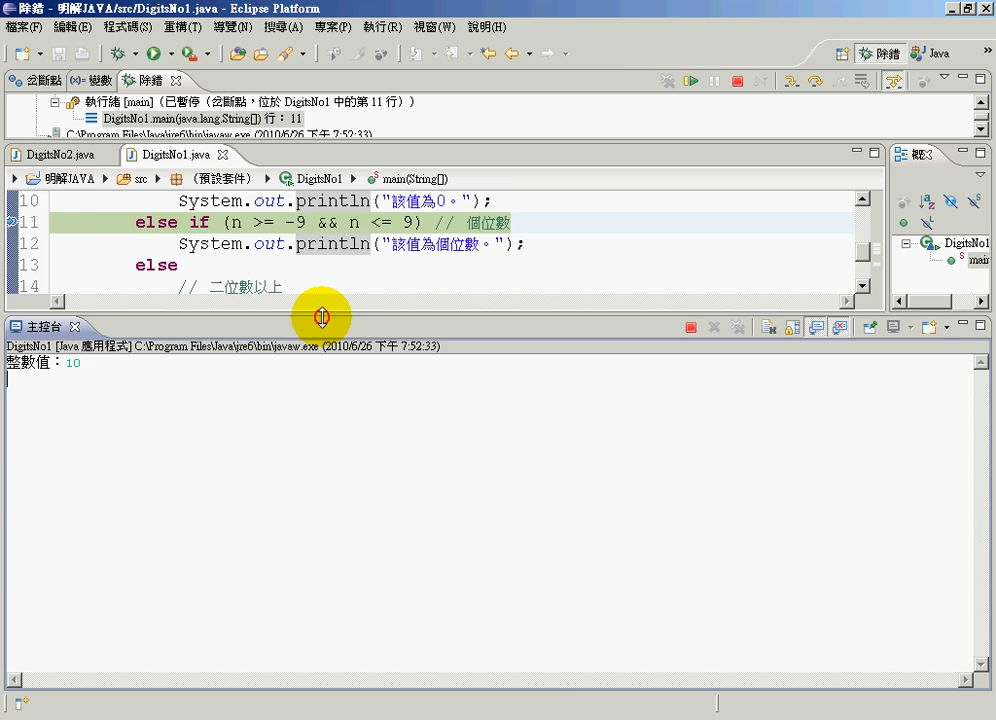 除錯 - 明解JAVA/src/DigitsNo1.java - Eclipse Platform
檔案(F) 編輯(E) 程式碼(S) 重構(T) 導覽(N) 搜尋(A) 專案(P) 執行(R) 視窗(W) 說明(H)
除錯 Java »
岔斷點 (x)= 變數 除錯
執行緒 [main]（已暫停（岔斷點，位於 DigitsNo1 中的第 11 行））
DigitsNo1.main(java.lang.String[]) 行： 11
C:\Program Files\Java\jre6\bin\javaw.exe (2010/6/26 下午 7:52:33)
DigitsNo2.java DigitsNo1.java 概
明解JAVA src （預設套件） DigitsNo1 main(String[])
10 System.out.println("該值為0。");
11 else if (n >= -9 && n <= 9) // 個位數
12 System.out.println("該值為個位數。");
13 else
14 // 二位數以上
DigitsNo1
main
主控台
DigitsNo1 [Java 應用程式] C:\Program Files\Java\jre6\bin\javaw.exe (2010/6/26 下午 7:52:33)
整數值：10